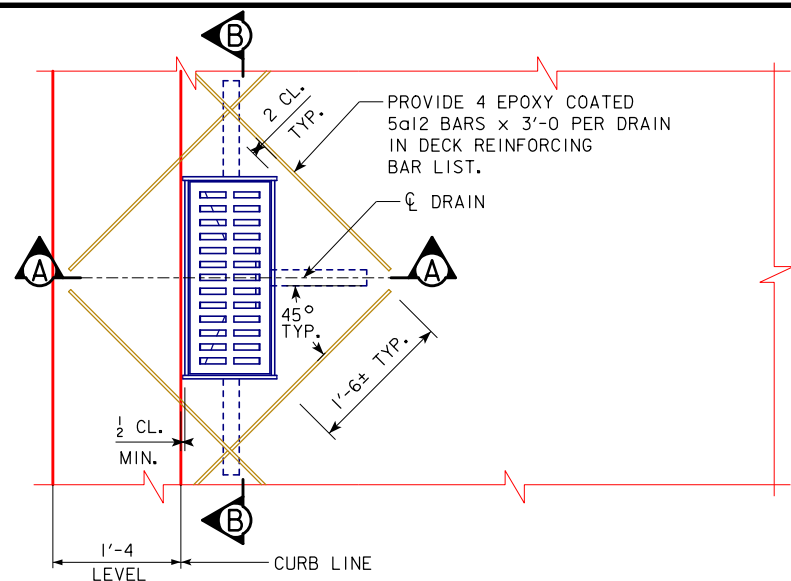 B
2 CL.
TYP.
PROVIDE 4 EPOXY COATED
5a12 BARS x 3'-0 PER DRAIN
IN DECK REINFORCING
BAR LIST.
℄ DRAIN
A
A
45°
TYP.
1'-6± TYP.
½ CL.
MIN.
B
1'-4
LEVEL
CURB LINE